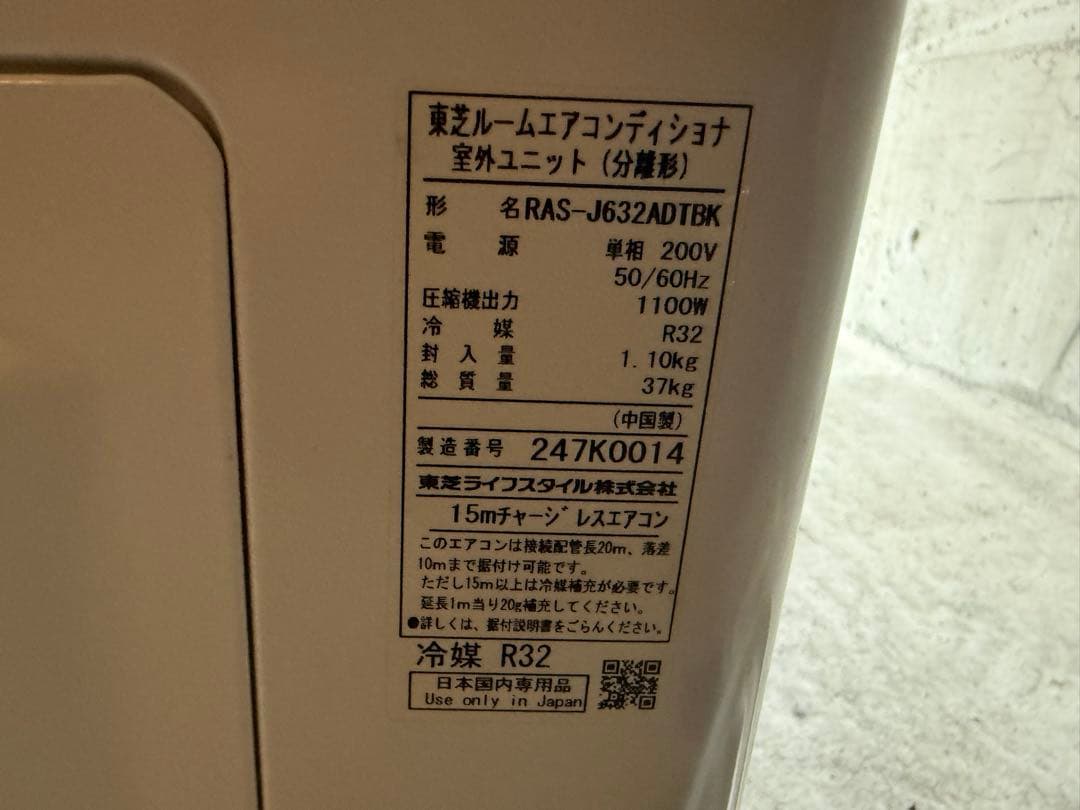 東芝ルームエアコンディショナ
室外ユニット(分離形)
形名 RAS-J632ADTBK
電源 単相 200V
50/60Hz
圧縮機出力 1100W
冷媒 R32
封入量 1.10kg
総質量 37kg
(中国製)
製造番号 247K0014
東芝ライフスタイル株式会社
15mチャージレスエアコン
このエアコンは接続配管長20m、落差
10mまで据付け可能です。
ただし15m以上は冷媒補充が必要です。
延長1m当り20g補充してください。
●詳しくは、据付説明書をごらんください。
冷媒 R32
日本国内専用品
Use only in Japan